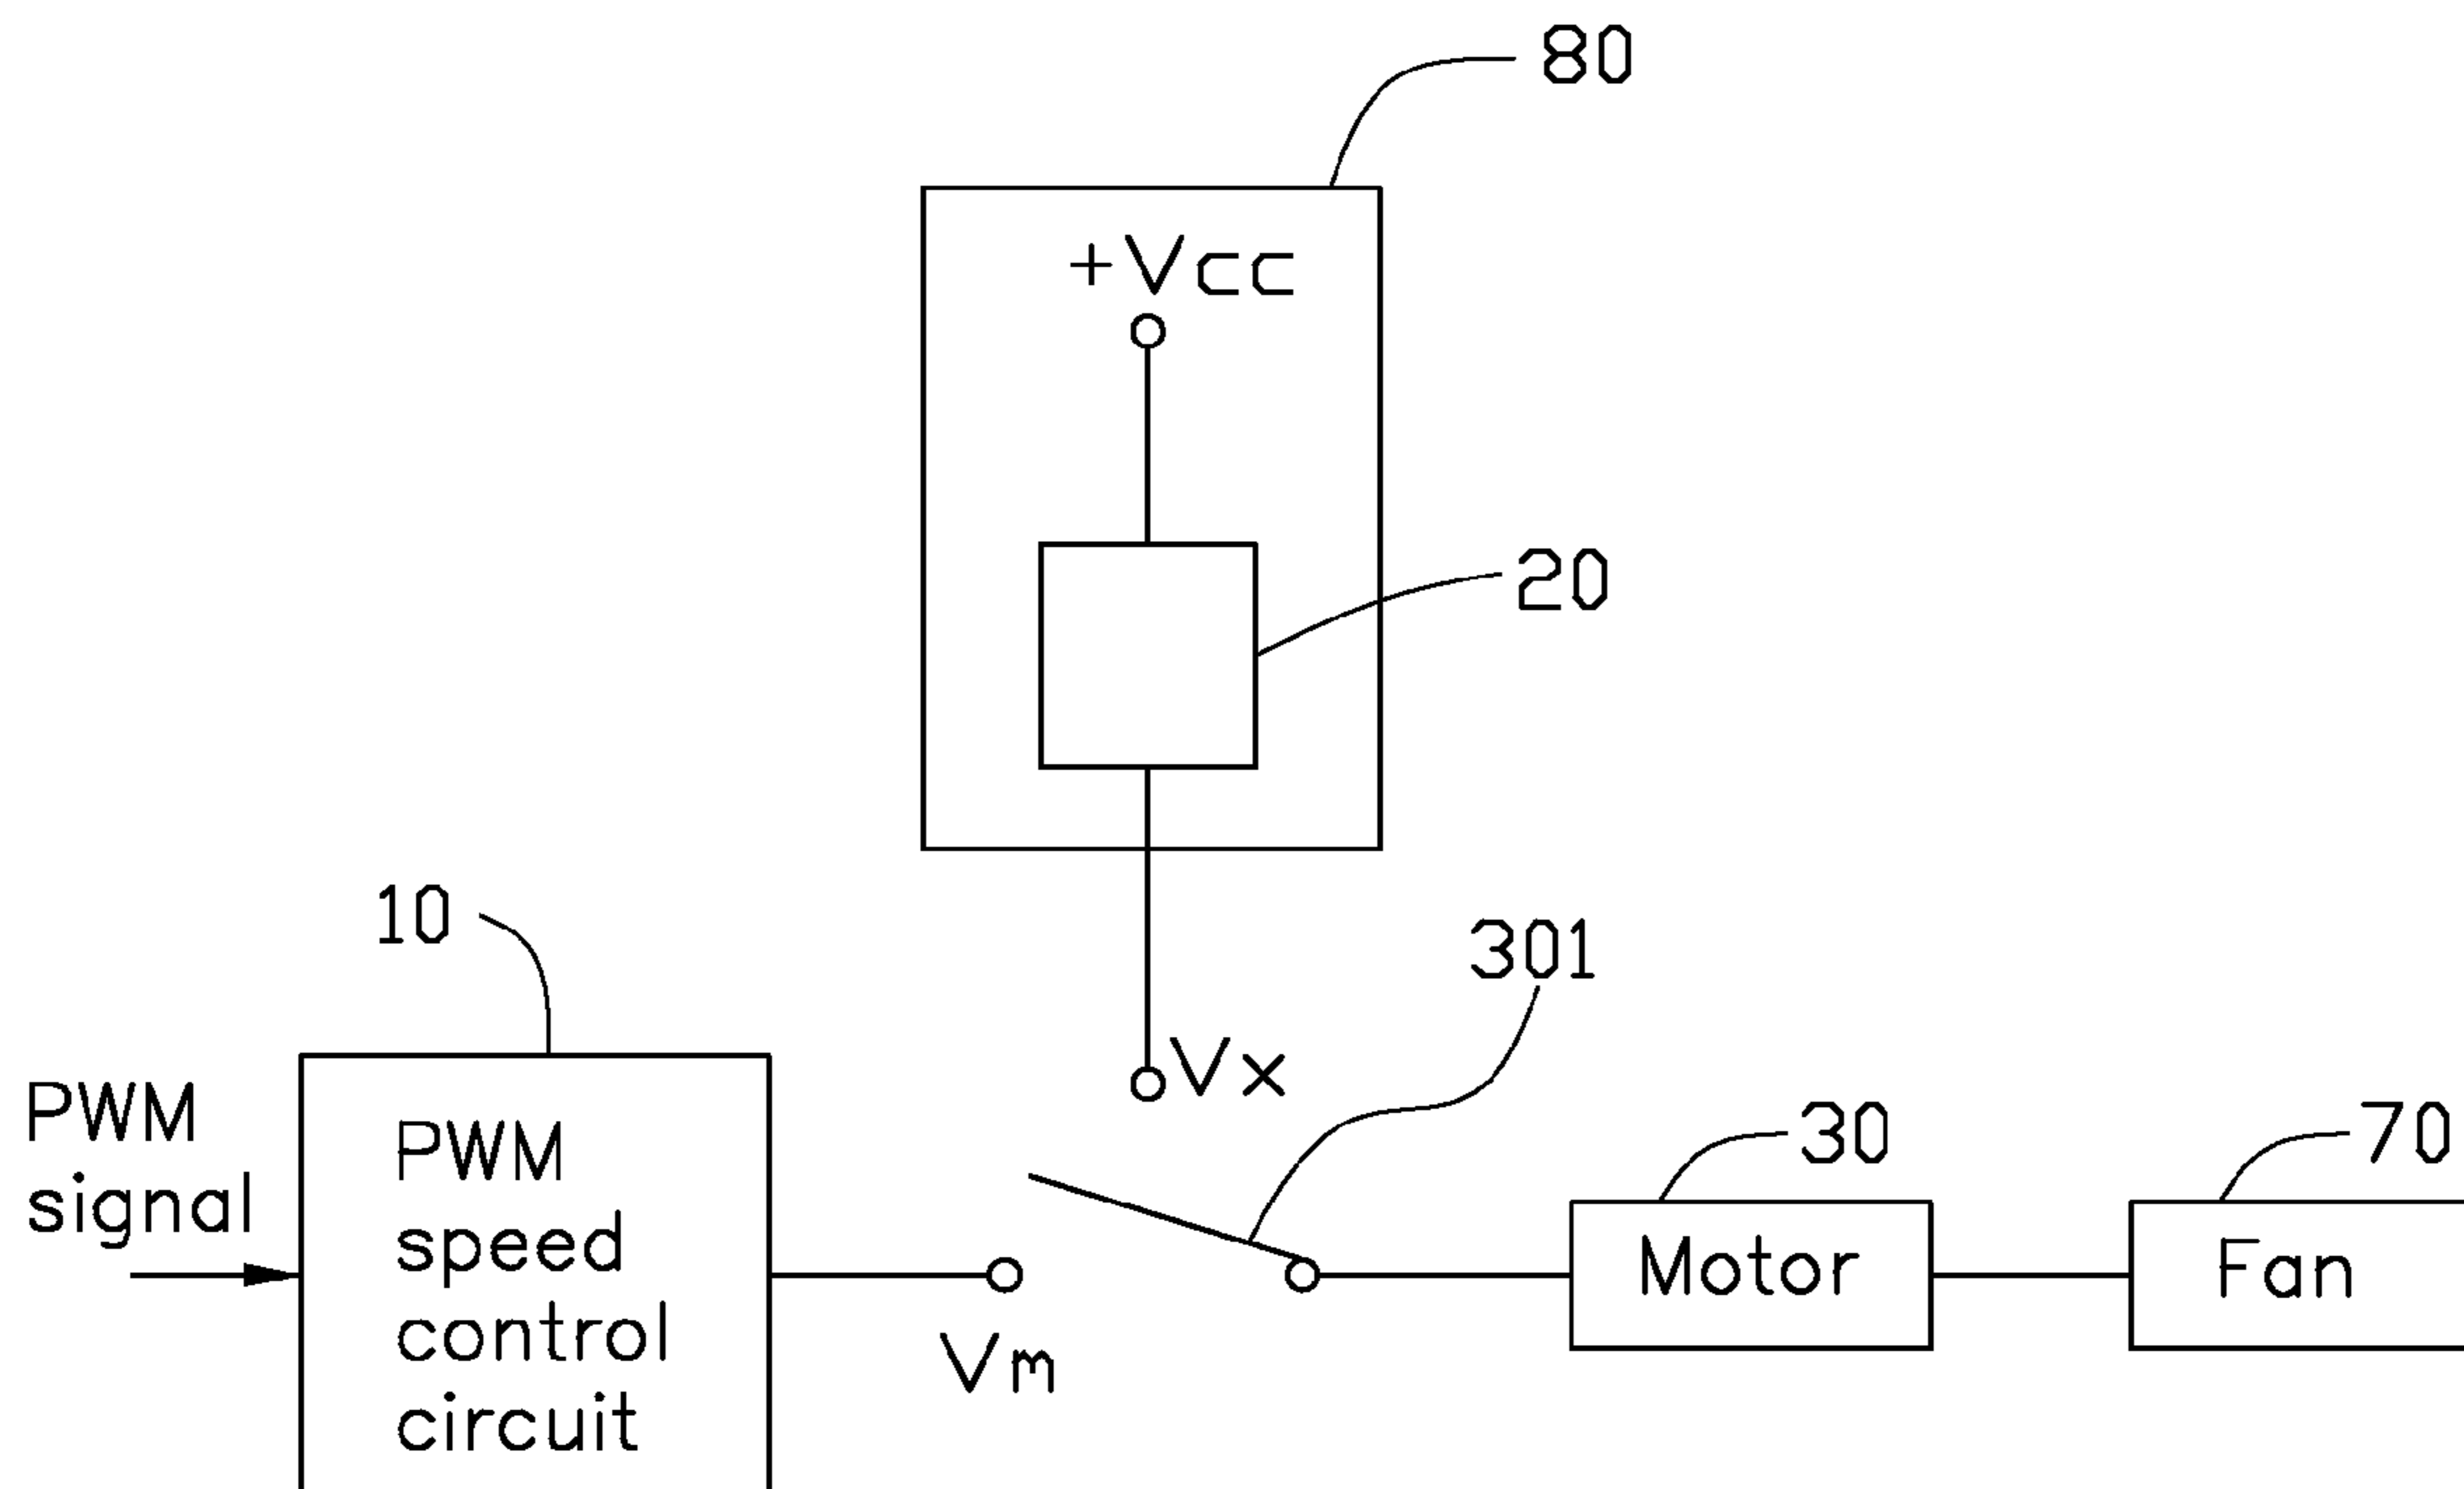 80
+Vcc
20
10
301
Vx
PWM
signal
PWM
speed
control
circuit
30
70
Motor
Fan
Vm